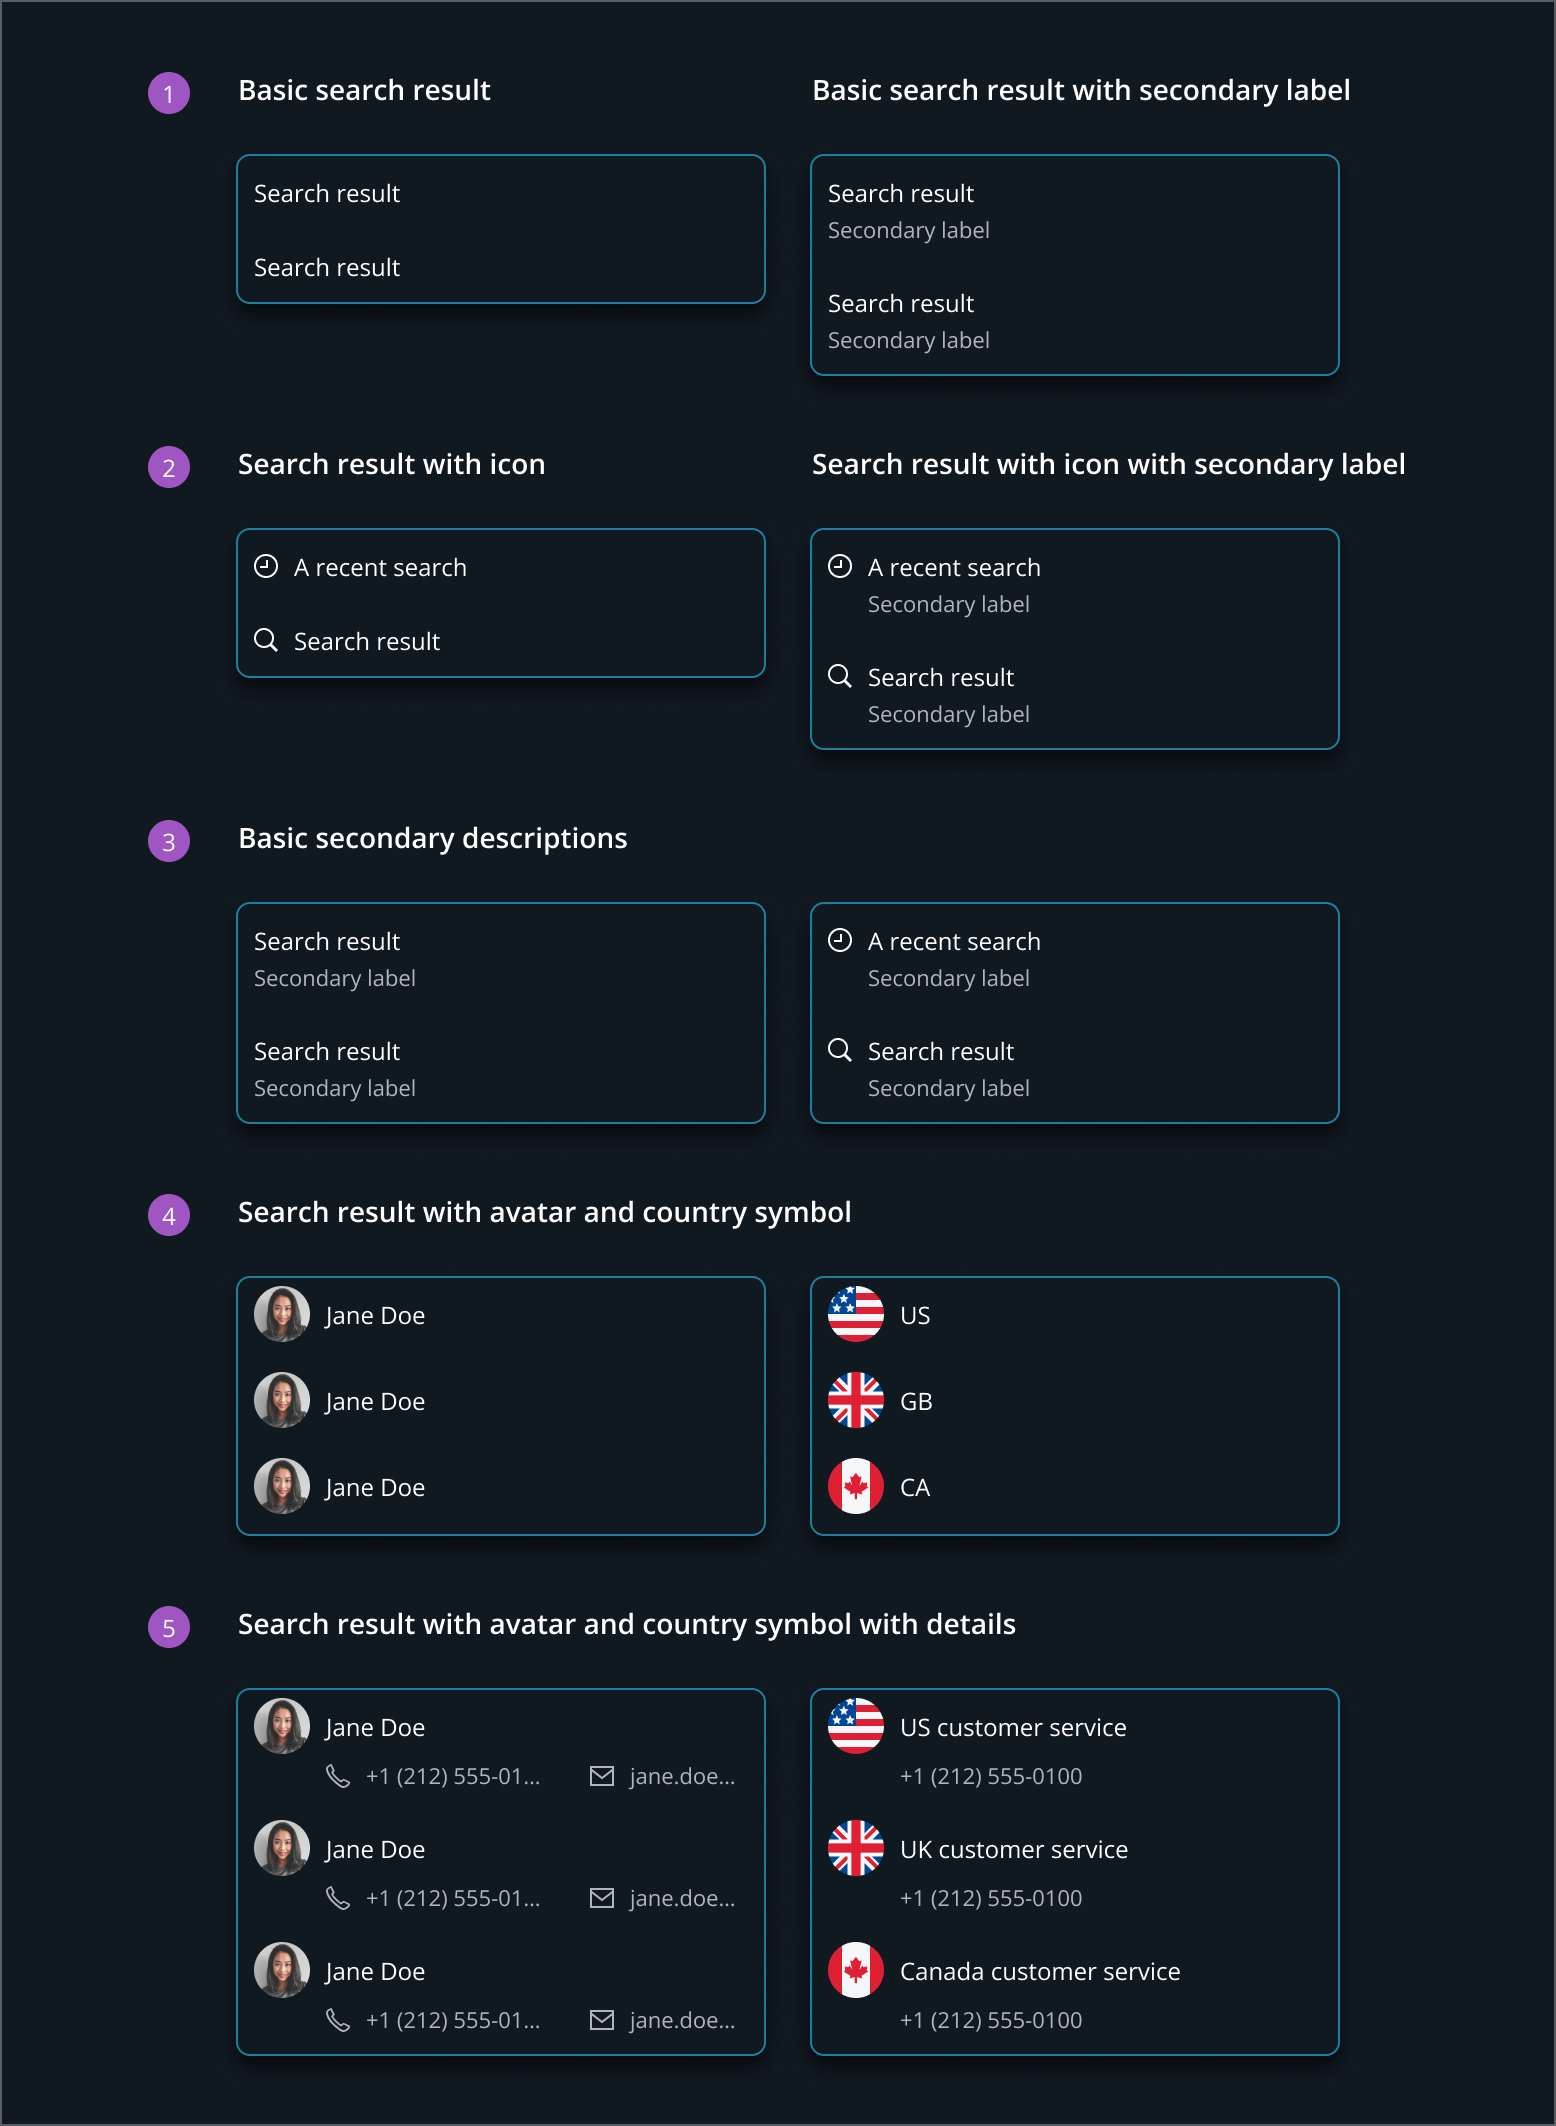 1
Basic search result
Basic search result with secondary label
Search result
Search result
Search result
Secondary label
Search result
Secondary label
2
Search result with icon
Search result with icon with secondary label
A recent search
Search result
A recent search
Secondary label
Search result
Secondary label
3
Basic secondary descriptions
Search result
Secondary label
Search result
Secondary label
A recent search
Secondary label
Search result
Secondary label
4
Search result with avatar and country symbol
Jane Doe
Jane Doe
Jane Doe
US
GB
CA
5
Search result with avatar and country symbol with details
Jane Doe
+1 (212) 555-01... jane.doe...
Jane Doe
+1 (212) 555-01... jane.doe...
Jane Doe
+1 (212) 555-01... jane.doe...
US customer service
+1 (212) 555-0100
UK customer service
+1 (212) 555-0100
Canada customer service
+1 (212) 555-0100